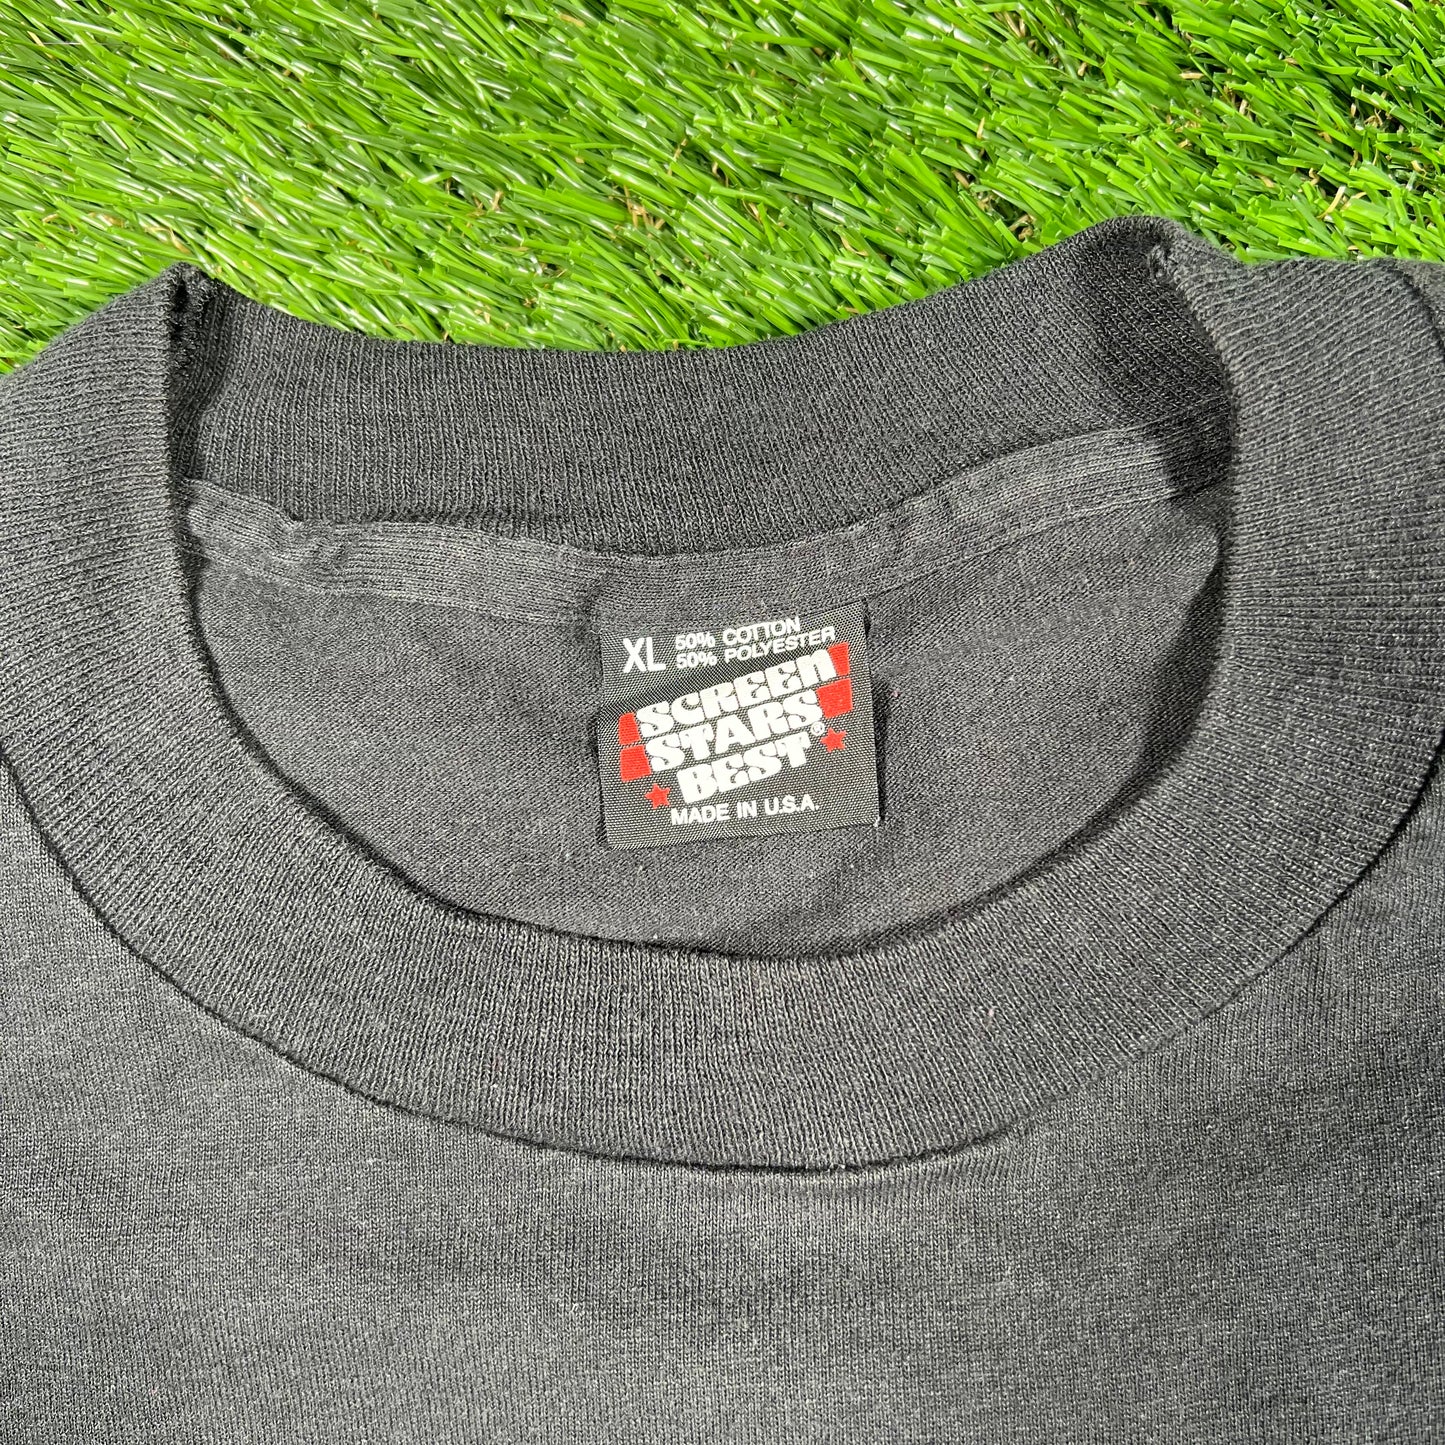 XL 50% COTTON
50% POLYESTER
SCREEN
STARS®
BEST
MADE IN U.S.A.